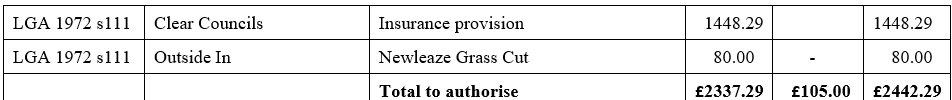 LGA 1972 s111 Clear Councils Insurance provision 1448.29 1448.29
LGA 1972 s111 Outside In Newleaze Grass Cut 80.00 - 80.00
Total to authorise £2337.29 £105.00 £2442.29